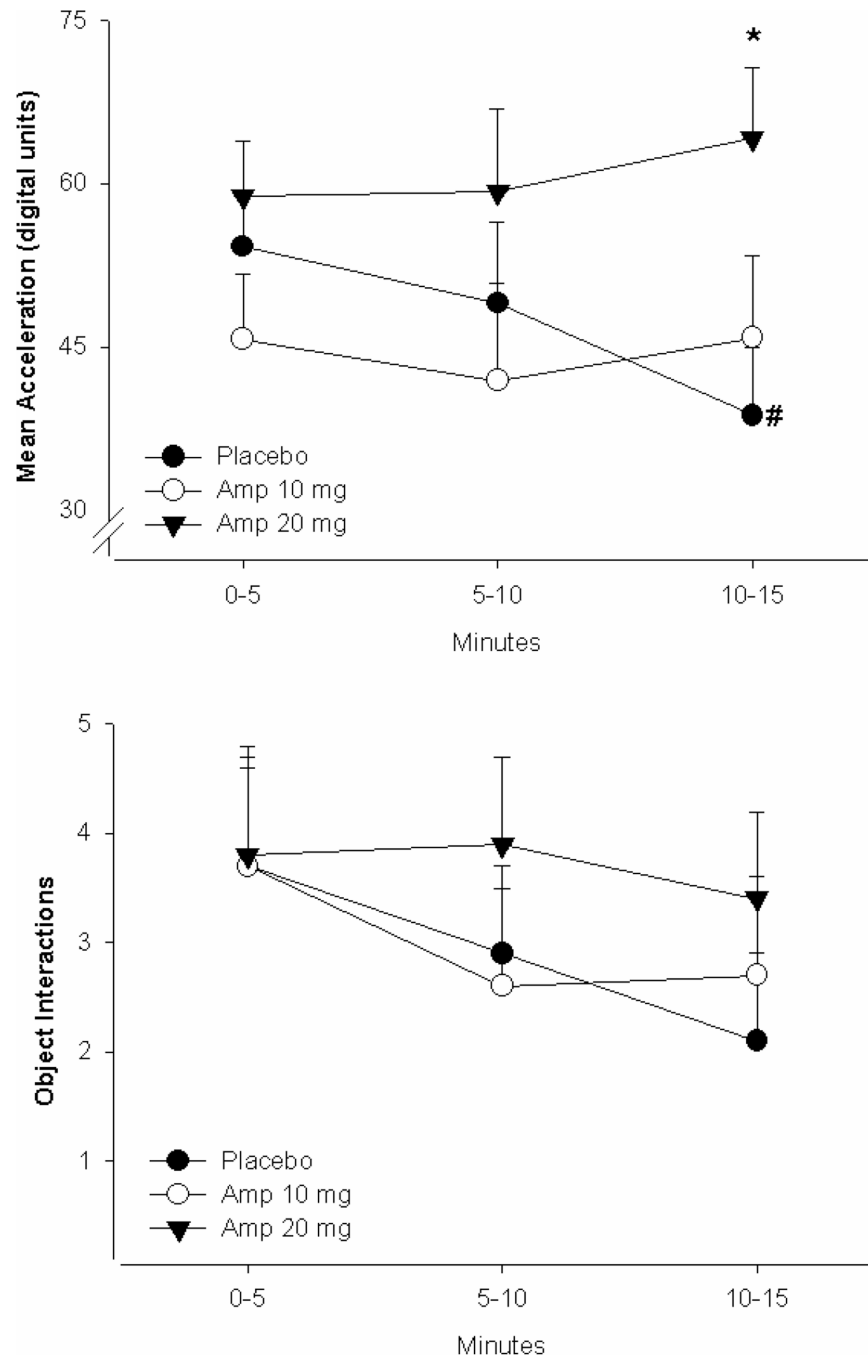 75
*
Mean Acceleration (digital units)
60
45
#
Placebo
Amp 10 mg
30
Amp 20 mg
0-5 5-10 10-15
Minutes
5
4
Object Interactions
3
2
1
Placebo
Amp 10 mg
Amp 20 mg
0-5 5-10 10-15
Minutes